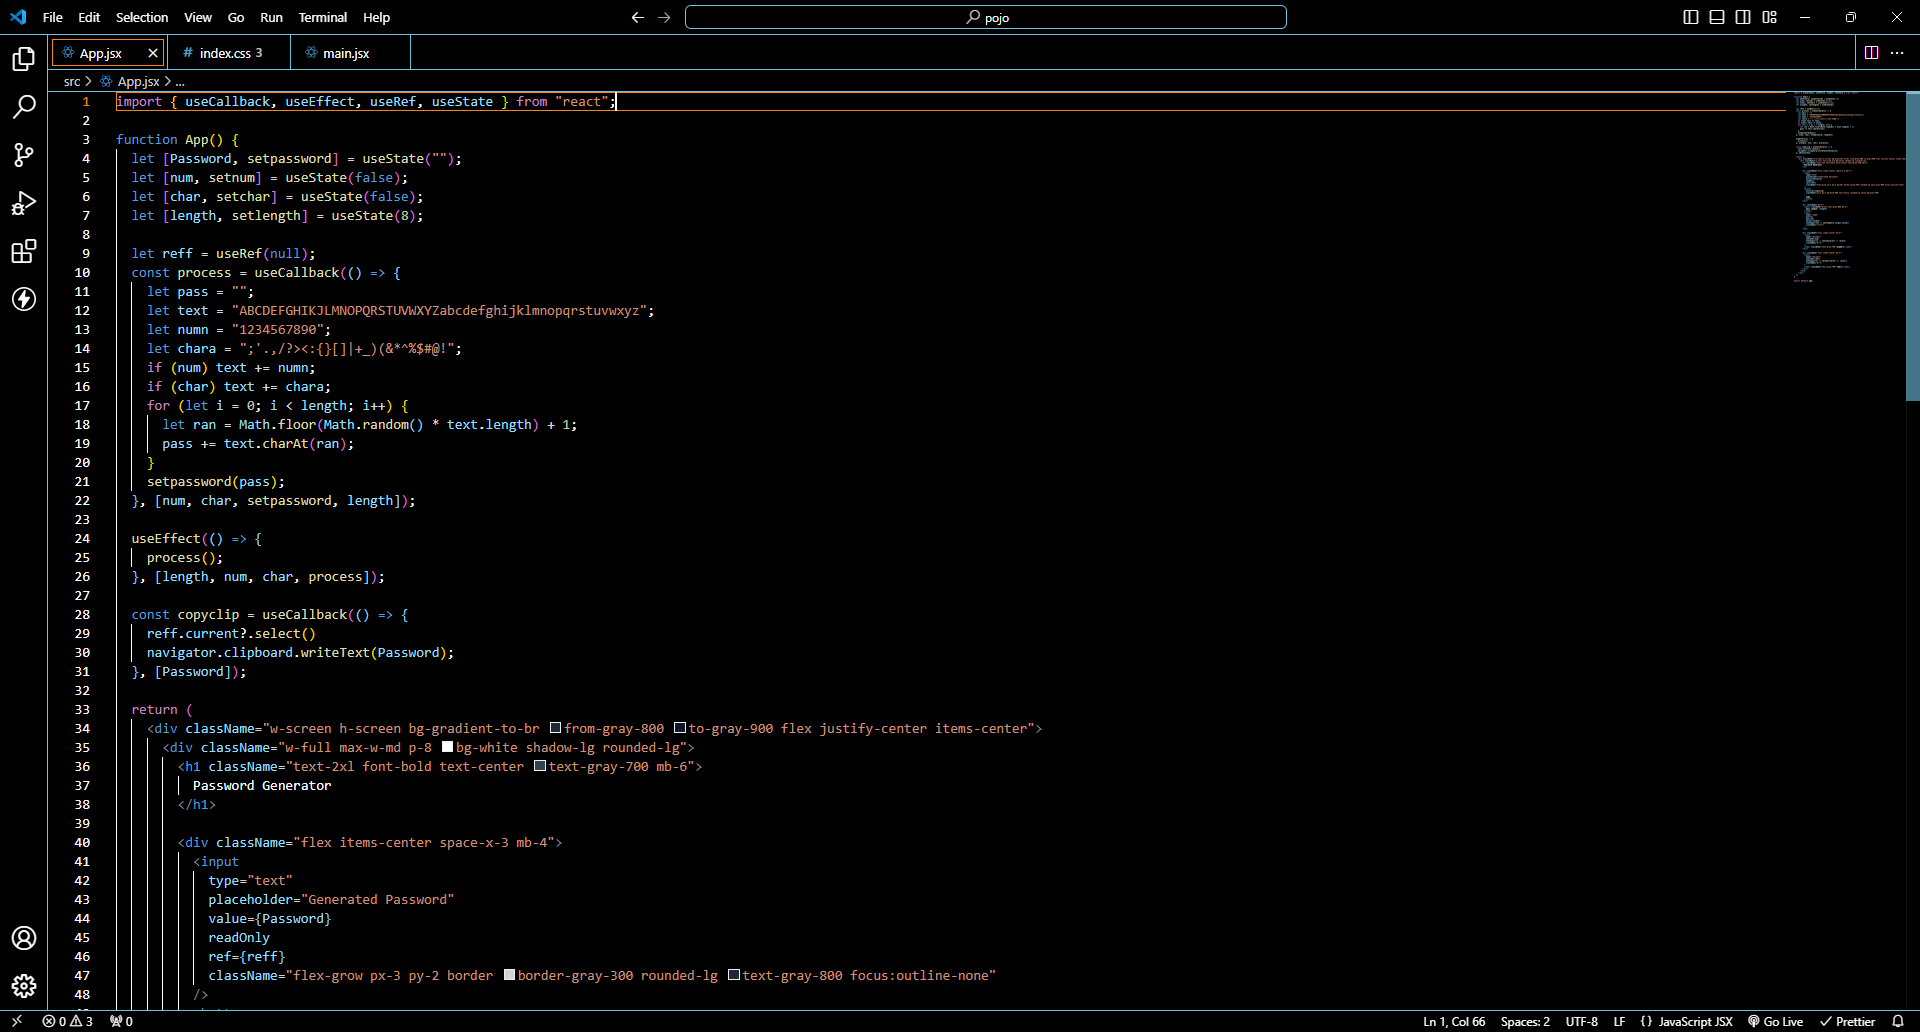 File Edit Selection View Go Run Terminal Help
pojo
App.jsx
# index.css 3
main.jsx
src > App.jsx > ...
1 import { useCallback, useEffect, useRef, useState } from "react";
2
3 function App() {
4 let [Password, setpassword] = useState("");
5 let [num, setnum] = useState(false);
6 let [char, setchar] = useState(false);
7 let [length, setlength] = useState(8);
8
9 let reff = useRef(null);
10 const process = useCallback(() => {
11 let pass = "";
12 let text = "ABCDEFGHIKJLMNOPQRSTUVWXYZabcdefghijklmnopqrstuvwxyz";
13 let numn = "1234567890";
14 let chara = ";'.,/?><:{}[]|+_)(&*^%$#@!";
15 if (num) text += numn;
16 if (char) text += chara;
17 for (let i = 0; i < length; i++) {
18 let ran = Math.floor(Math.random() * text.length) + 1;
19 pass += text.charAt(ran);
20 }
21 setpassword(pass);
22 }, [num, char, setpassword, length]);
23
24 useEffect(() => {
25 process();
26 }, [length, num, char, process]);
27
28 const copyclip = useCallback(() => {
29 reff.current?.select()
30 navigator.clipboard.writeText(Password);
31 }, [Password]);
32
33 return (
34 <div className="w-screen h-screen bg-gradient-to-br from-gray-800 to-gray-900 flex justify-center items-center">
35 <div className="w-full max-w-md p-8 bg-white shadow-lg rounded-lg">
36 <h1 className="text-2xl font-bold text-center text-gray-700 mb-6">
37 Password Generator
38 </h1>
39
40 <div className="flex items-center space-x-3 mb-4">
41 <input
42 type="text"
43 placeholder="Generated Password"
44 value={Password}
45 readOnly
46 ref={reff}
47 className="flex-grow px-3 py-2 border border-gray-300 rounded-lg text-gray-800 focus:outline-none"
48 />
0 3 0
Ln 1, Col 66 Spaces: 2 UTF-8 LF {} JavaScript JSX Go Live Prettier